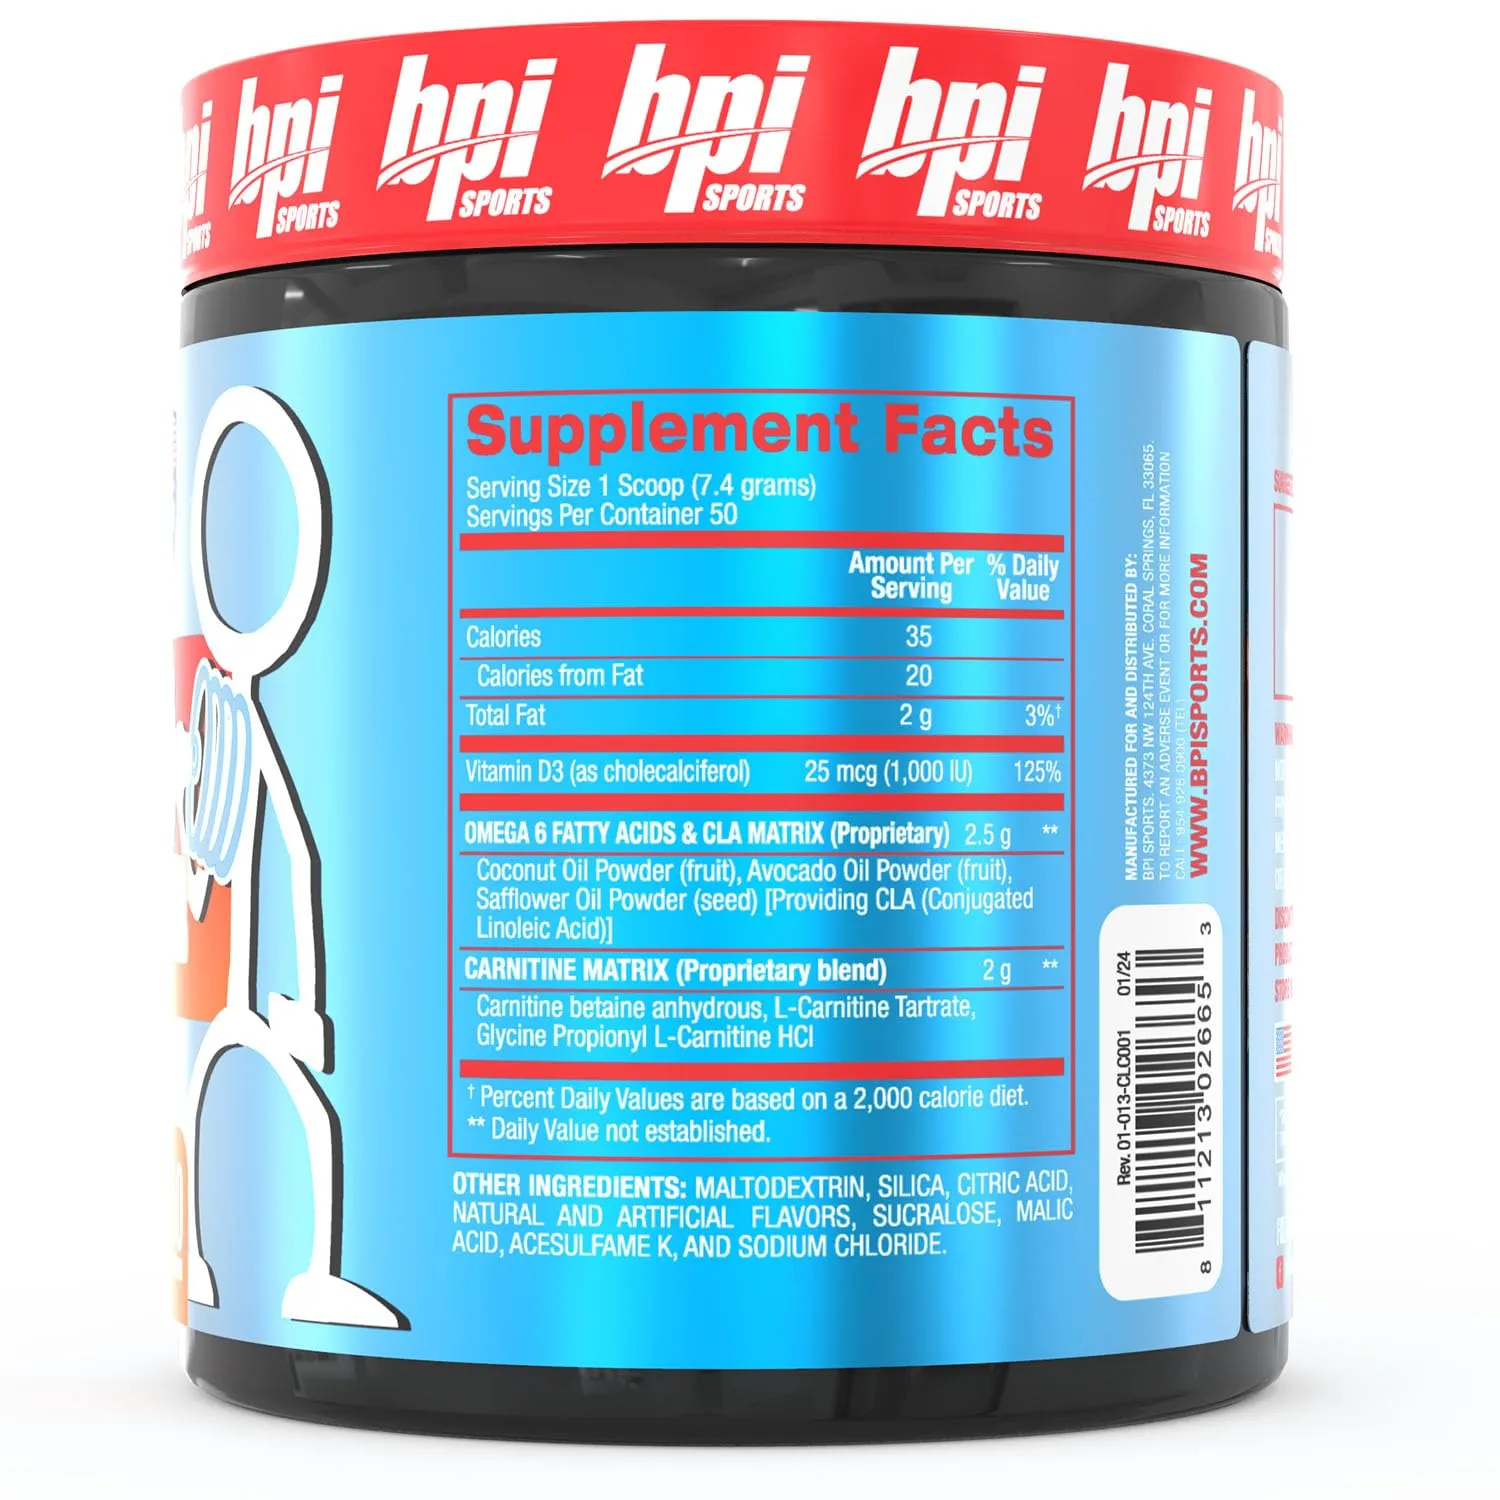 bpi SPORTS
bpi SPORTS
bpi SPORTS
bpi SPORTS
bpi SPORTS
Supplement Facts
Serving Size 1 Scoop (7.4 grams)
Servings Per Container 50
Amount Per Serving
% Daily Value
Calories 35
Calories from Fat 20
Total Fat 2 g 3%†
Vitamin D3 (as cholecalciferol) 25 mcg (1,000 IU) 125%
OMEGA 6 FATTY ACIDS & CLA MATRIX (Proprietary) 2.5 g **
Coconut Oil Powder (fruit), Avocado Oil Powder (fruit),
Safflower Oil Powder (seed) [Providing CLA (Conjugated
Linoleic Acid)]
CARNITINE MATRIX (Proprietary blend) 2 g **
Carnitine betaine anhydrous, L-Carnitine Tartrate,
Glycine Propionyl L-Carnitine HCl
† Percent Daily Values are based on a 2,000 calorie diet.
** Daily Value not established.
OTHER INGREDIENTS: MALTODEXTRIN, SILICA, CITRIC ACID,
NATURAL AND ARTIFICIAL FLAVORS, SUCRALOSE, MALIC
ACID, ACESULFAME K, AND SODIUM CHLORIDE.
MANUFACTURED FOR AND DISTRIBUTED BY:
BPI SPORTS. 4373 NW 124TH AVE. CORAL SPRINGS, FL 33065.
TO REPORT AN ADVERSE EVENT OR FOR MORE INFORMATION
CALL 954 926 0900 (TEL)
WWW.BPISPORTS.COM
Rev. 01-013-CLC001 01/24
8 11213 02665 3